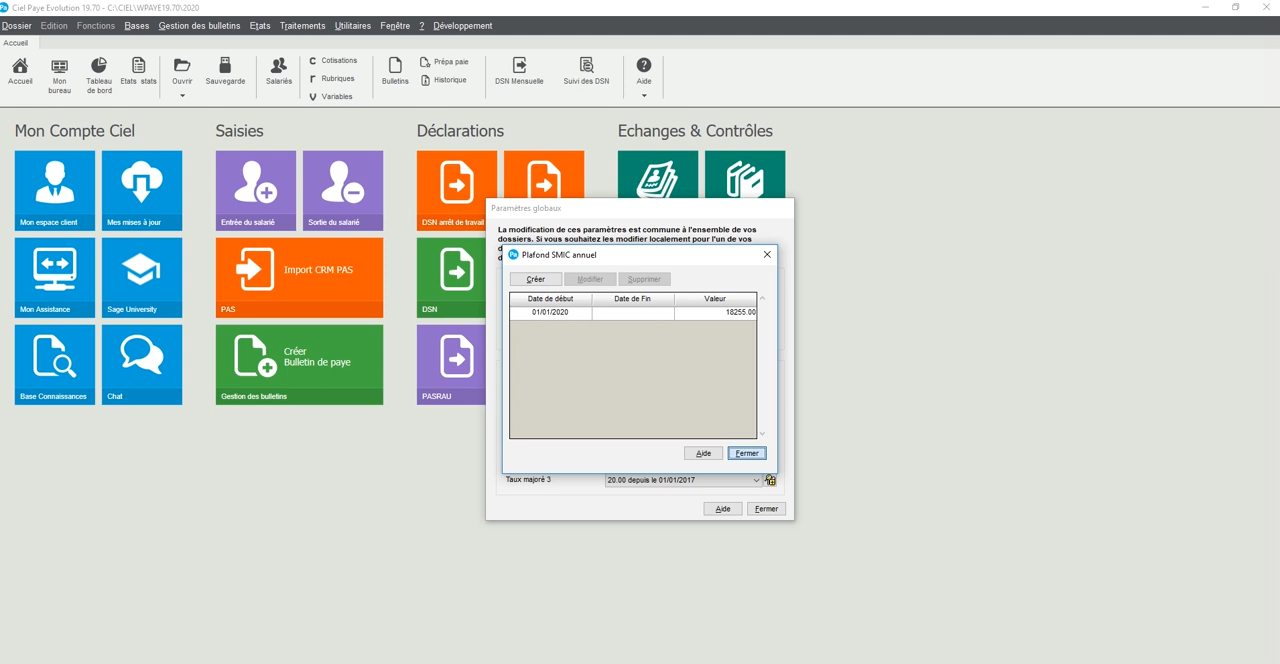 Ciel Paye Evolution 19.70 - C:\CIEL\WPAYE19.70\2020
Dossier Edition Fonctions Bases Gestion des bulletins Etats Traitements Utilitaires Fenêtre ? Développement
Accueil
Accueil
Mon bureau
Tableau de bord
Etats stats
Ouvrir
Sauvegarde
Salariés
Cotisations
Rubriques
Variables
Bulletins
Prépa paie
Historique
DSN Mensuelle
Suivi des DSN
Aide
Mon Compte Ciel
Saisies
Déclarations
Echanges & Contrôles
Mon espace client
Mes mises à jour
Entrée du salarié
Sortie du salarié
DSN arrêt de travail
Mon Assistance
Sage University
Import CRM PAS
PAS
DSN
Base Connaissances
Chat
Créer
Bulletin de paye
Gestion des bulletins
PASRAU
Paramètres globaux
La modification de ces paramètres est commune à l'ensemble de vos
dossiers. Si vous souhaitez les modifier localement pour l'un de vos
Plafond SMIC annuel
Créer Modifier Supprimer
Date de début Date de Fin Valeur
01/01/2020 18255.00
Aide Fermer
Taux majoré 3 20.00 depuis le 01/01/2017
Aide Fermer